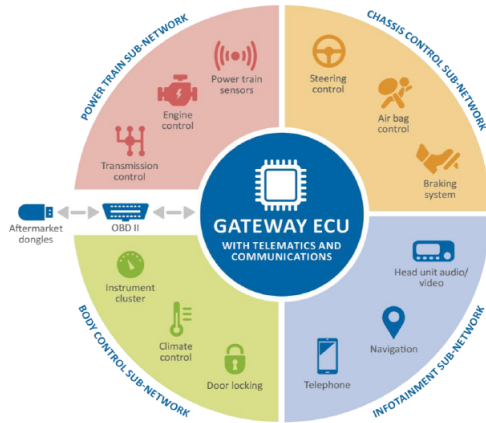 POWER TRAIN SUB-NETWORK
Power train
sensors
Engine
control
Transmission
control
CHASSIS CONTROL SUB-NETWORK
Steering
control
Air bag
control
Braking
system
Aftermarket
dongles
OBD II
GATEWAY ECU
WITH TELEMATICS AND
COMMUNICATIONS
BODY CONTROL SUB-NETWORK
Instrument
cluster
Climate
control
Door locking
INFOTAINMENT SUB-NETWORK
Head unit audio/
video
Navigation
Telephone